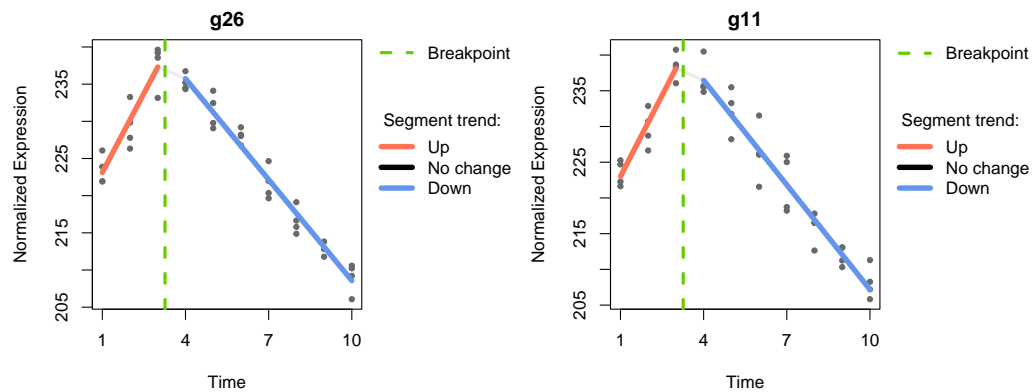 g26
Normalized Expression
235
225
215
205
1
4
7
10
Time
Breakpoint
Segment trend:
Up
No change
Down
g11
Normalized Expression
235
225
215
205
1
4
7
10
Time
Breakpoint
Segment trend:
Up
No change
Down